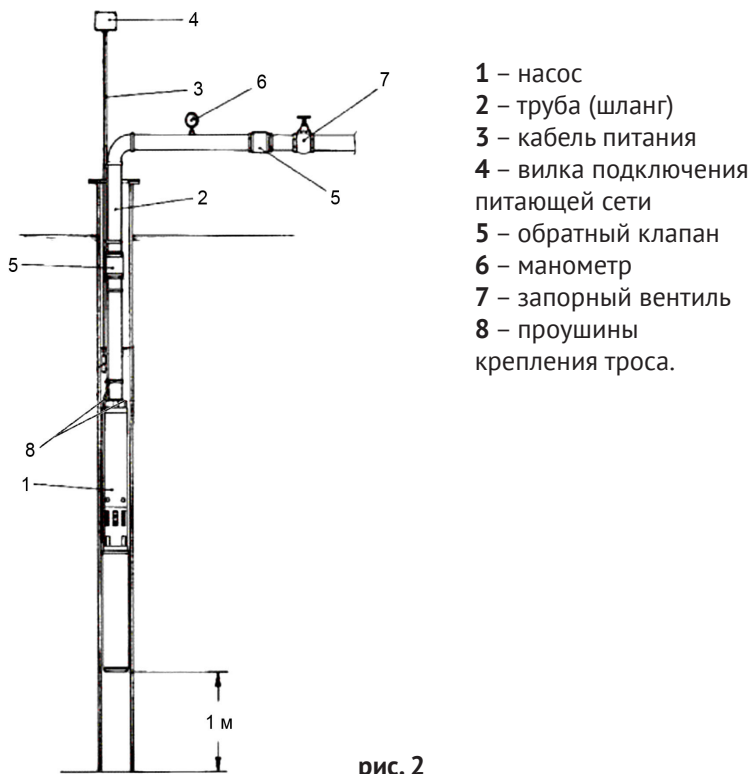 4
3
6
7
5
2
5
8
1
1 м
1 – насос
2 – труба (шланг)
3 – кабель питания
4 – вилка подключения
питающей сети
5 – обратный клапан
6 – манометр
7 – запорный вентиль
8 – проушины
крепления троса.
рис. 2